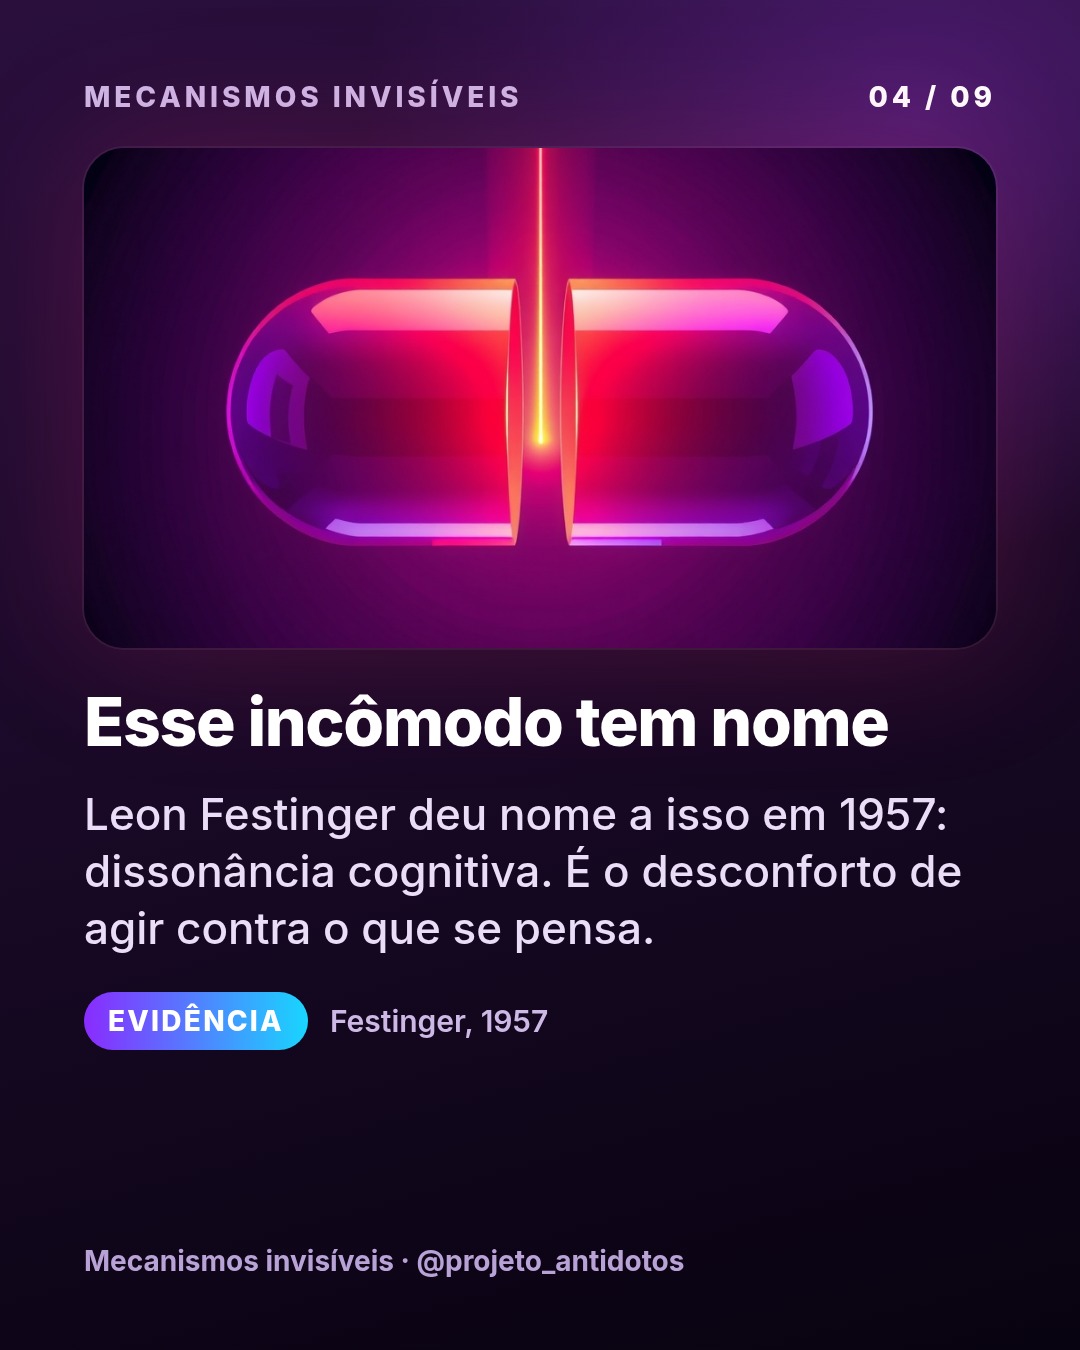 MECANISMOS INVISÍVEIS
04 / 09
Esse incômodo tem nome
Leon Festinger deu nome a isso em 1957:
dissonância cognitiva. É o desconforto de
agir contra o que se pensa.
EVIDÊNCIA
Festinger, 1957
Mecanismos invisíveis · @projeto_antidotos